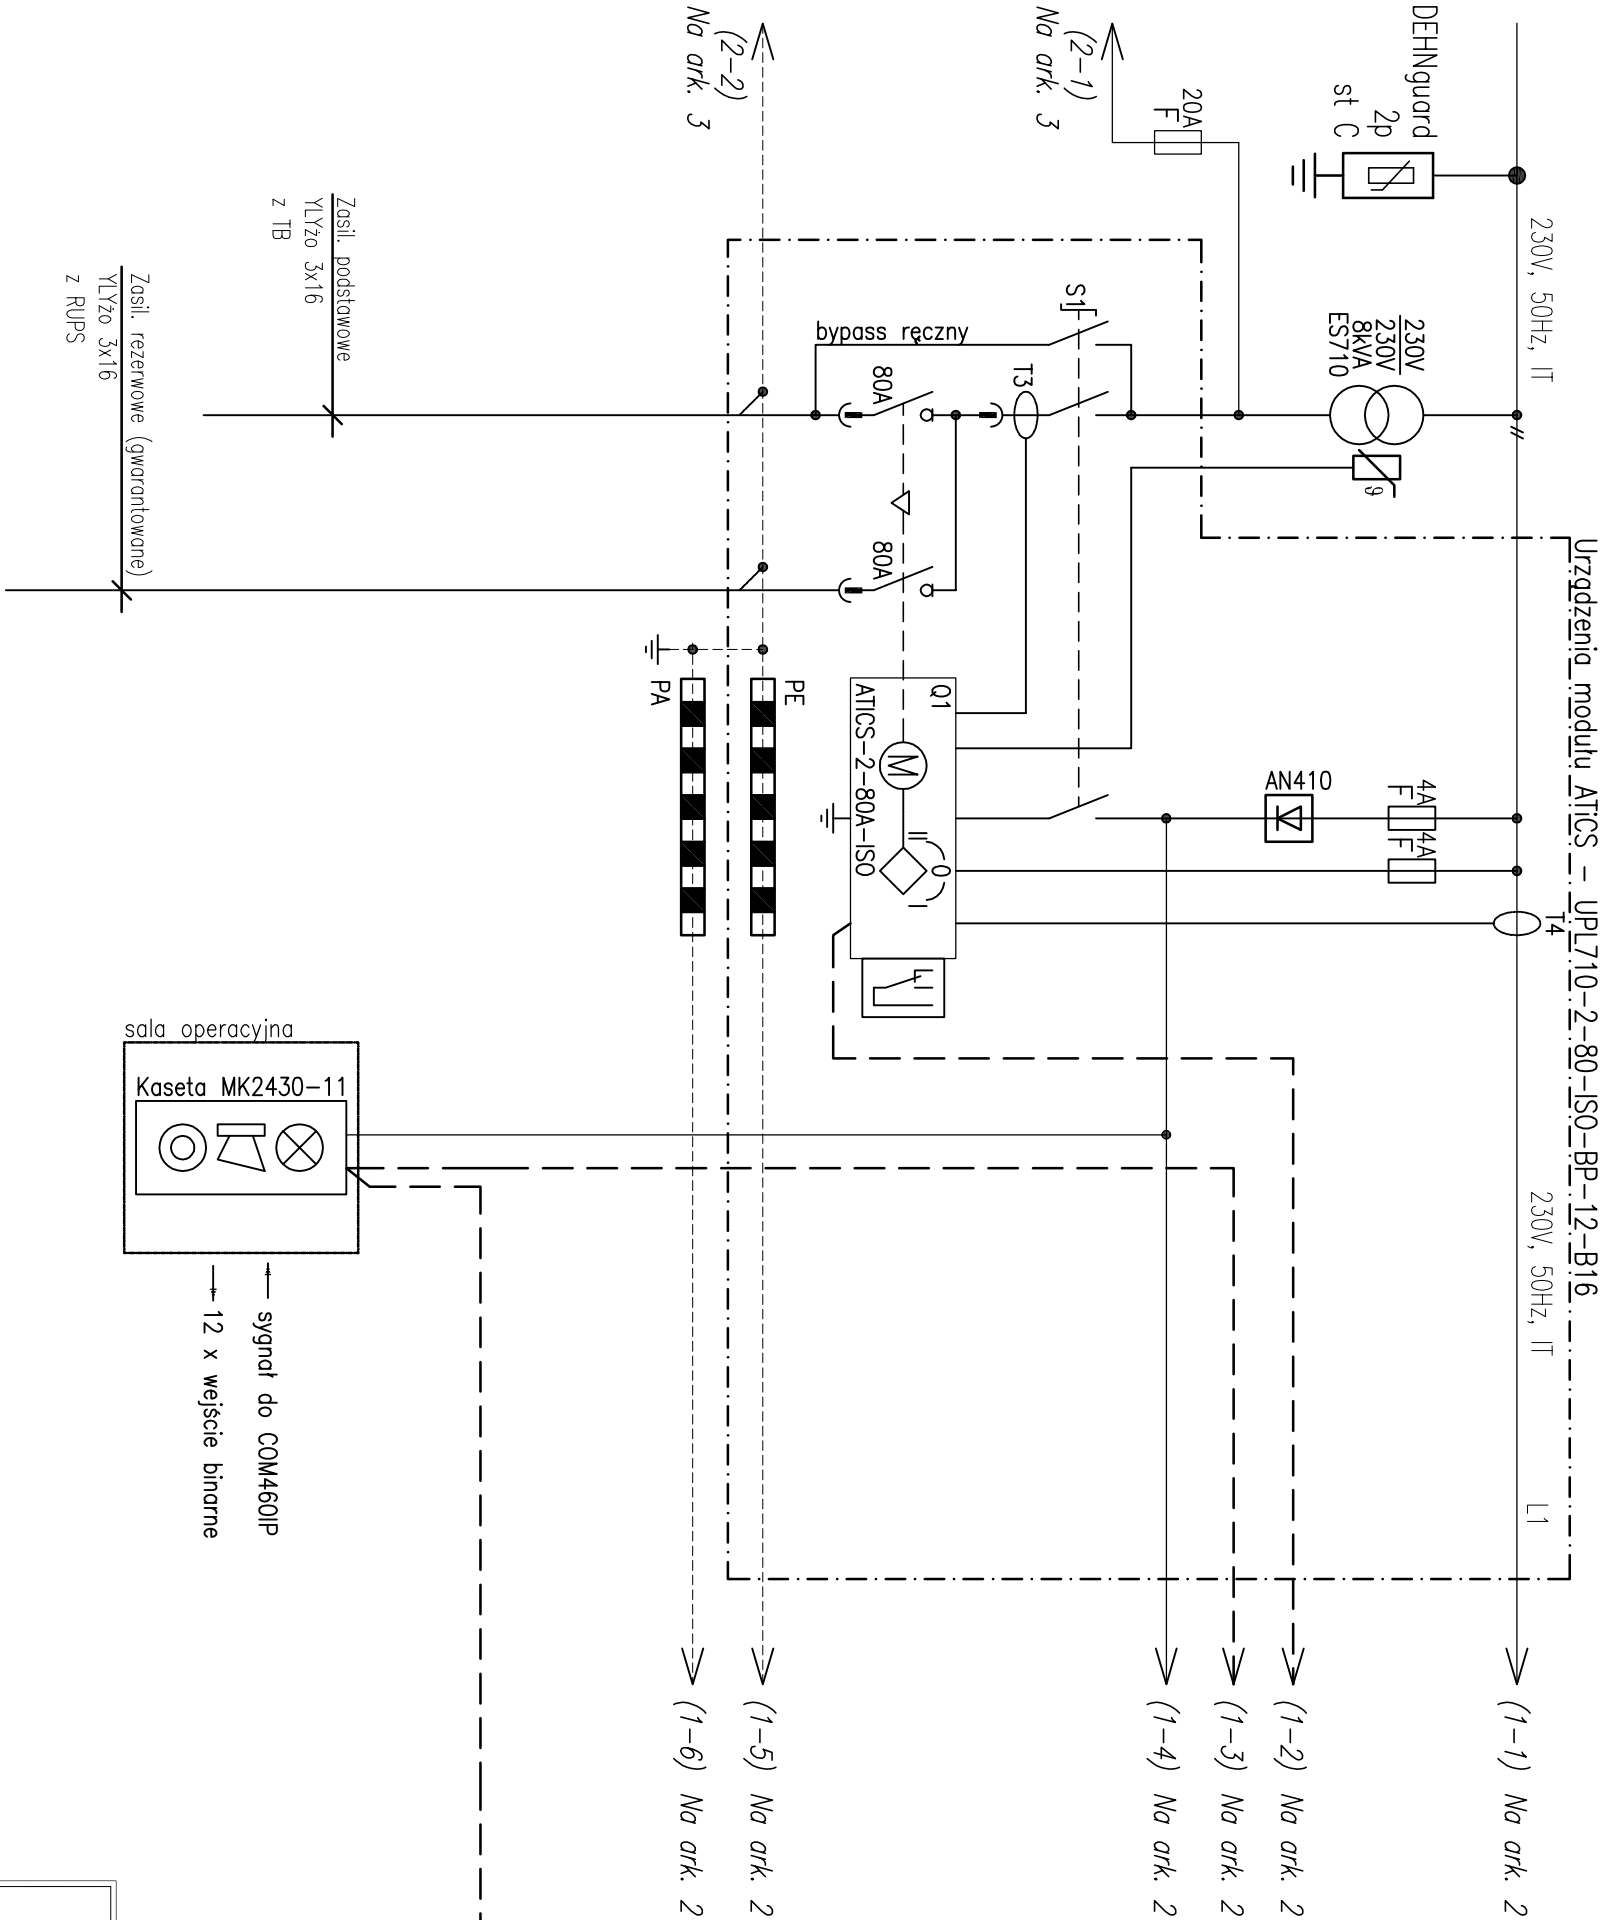 DEHNguard
2p
st C
230V, 50Hz, IT
20A
F
(2-1)
Na ark. 3
(2-2)
Na ark. 3
230V
230V
8kVA
ES710
ϑ
Urządzenia modułu ATiCS - UPL710-2-80-ISO-BP-12-B16
S1
bypass ręczny
T3
80A
80A
Zasil. podstawowe
YLYżo 3x16
z TB
Zasil. rezerwowe (gwarantowane)
YLYżo 3x16
z RUPS
PE
PA
Q1
ATICS-2-80A-ISO
M
II
0
I
AN410
4A
F
4A
F
T4
230V, 50Hz, IT
L1
sala operacyjna
Kaseta MK2430-11
sygnał do COM460IP
12 x wejście binarne
(1-1) Na ark. 2
(1-2) Na ark. 2
(1-3) Na ark. 2
(1-4) Na ark. 2
(1-5) Na ark. 2
(1-6) Na ark. 2